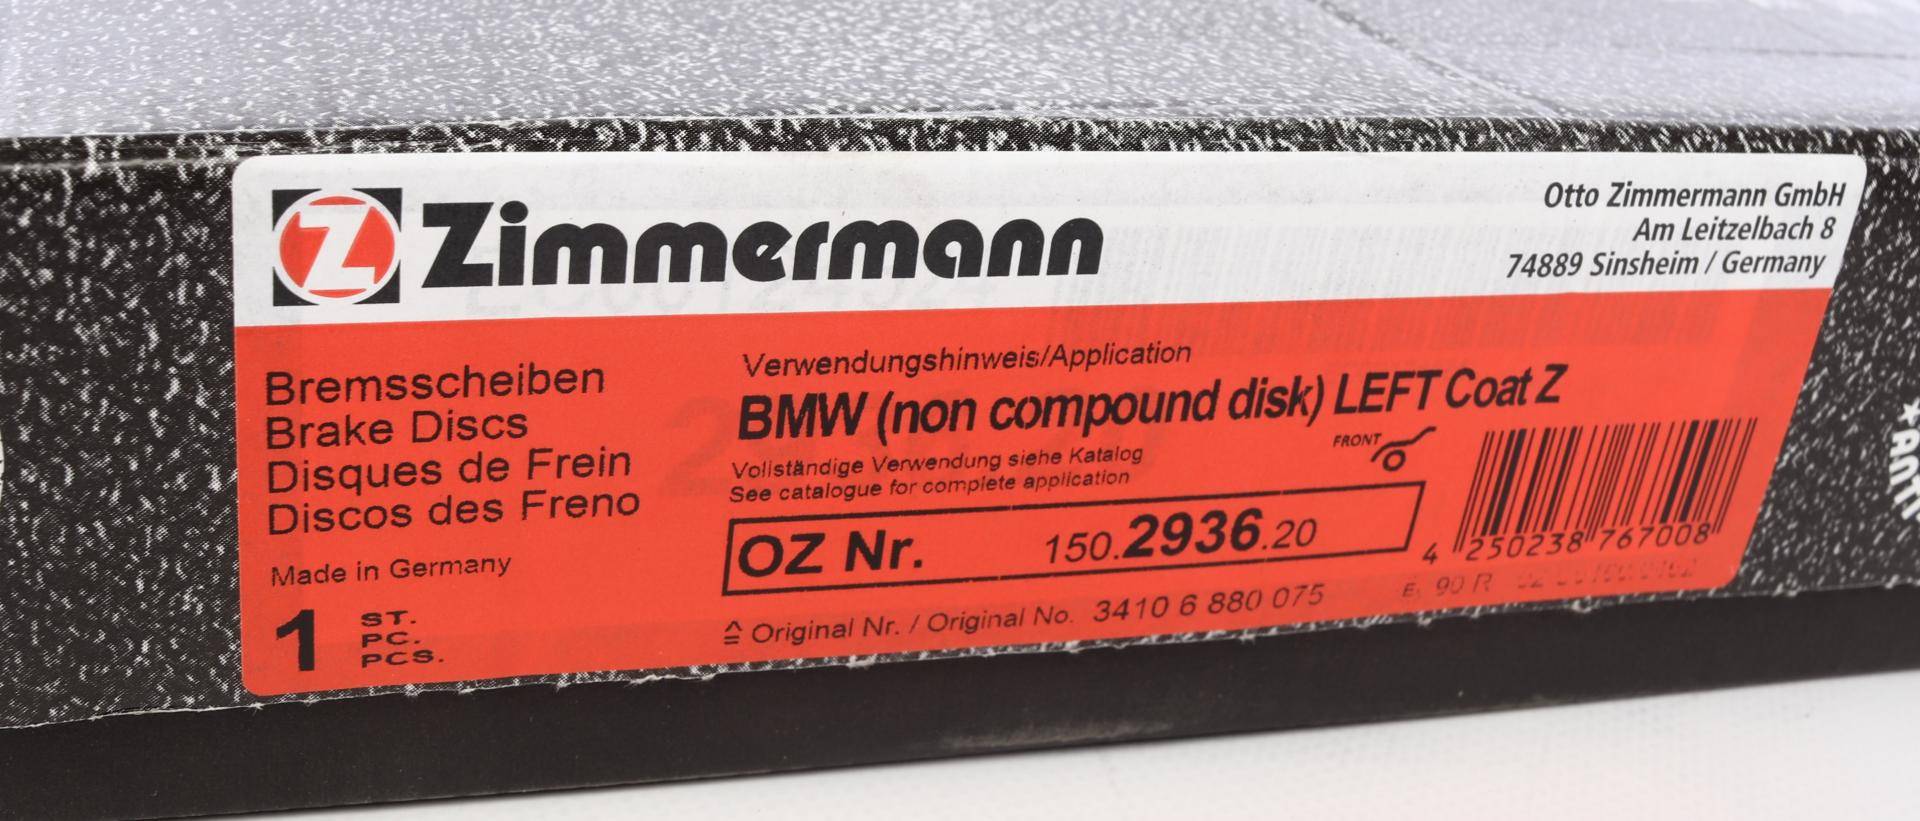 Z Zimmermann
Otto Zimmermann GmbH
Am Leitzelbach 8
74889 Sinsheim / Germany
Bremsscheiben
Brake Discs
Disques de Frein
Discos des Freno
Made in Germany
1 ST.
PC.
PCS.
Verwendungshinweis/Application
BMW (non compound disk) LEFT Coat Z
Vollständige Verwendung siehe Katalog
See catalogue for complete application
FRONT
OZ Nr. 150.2936.20
≙ Original Nr. / Original No. 3410 6 880 075
4 250238 767008
E, 90 R